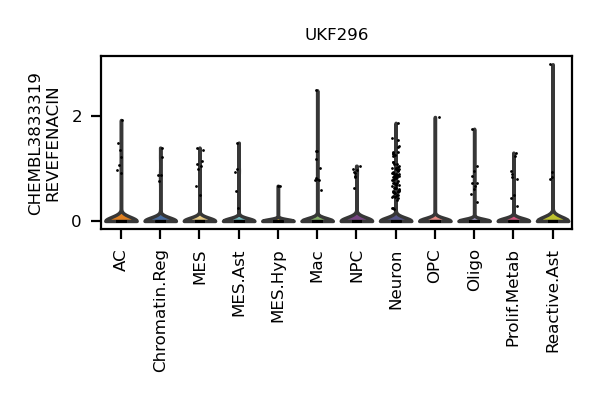 UKF296
CHEMBL3833319
REVEFENACIN
2
0
AC
Chromatin.Reg
MES
MES.Ast
MES.Hyp
Mac
NPC
Neuron
OPC
Oligo
Prolif.Metab
Reactive.Ast